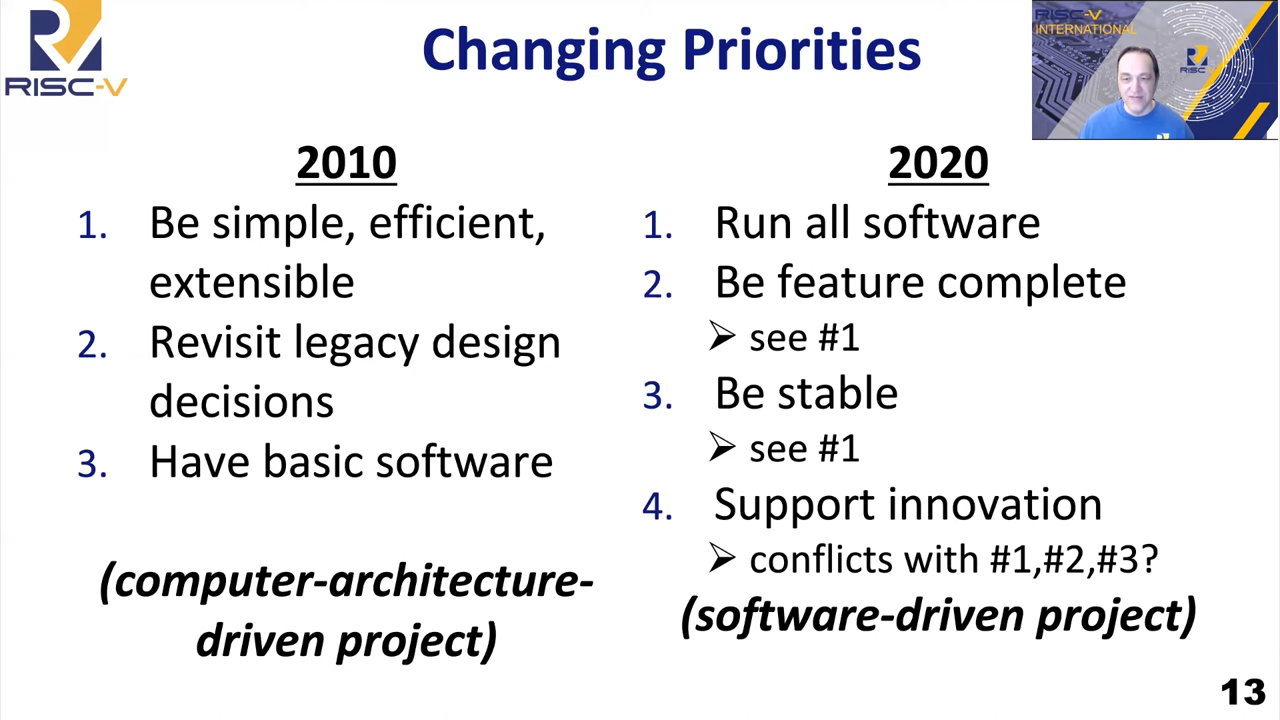 RISC-V
Changing Priorities
RISC-V
INTERNATIONAL
RISC
2010
1. Be simple, efficient,
extensible
2. Revisit legacy design
decisions
3. Have basic software
(computer-architecture-
driven project)
2020
1. Run all software
2. Be feature complete
➢ see #1
3. Be stable
➢ see #1
4. Support innovation
➢ conflicts with #1,#2,#3?
(software-driven project)
13